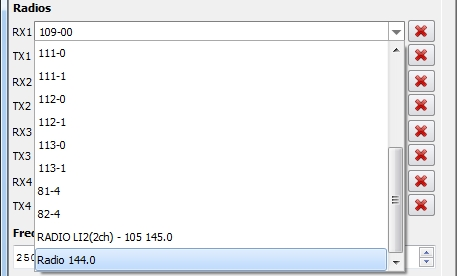 Radios
RX1 109-00
TX1 111-0
111-1
RX2 112-0
TX2 112-1
RX3 113-0
TX3 113-1
RX4 81-4
TX4 82-4
RADIO LI2(2ch) - 105 145.0
Radio 144.0